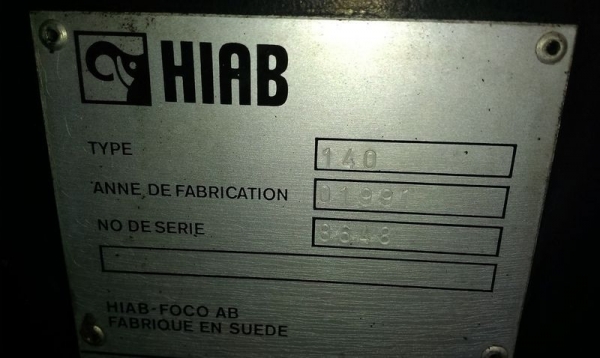 HIAB
TYPE 140
ANNE DE FABRICATION
NO DE SERIE
HIAB-FOCO AB
FABRIQUE EN SUEDE